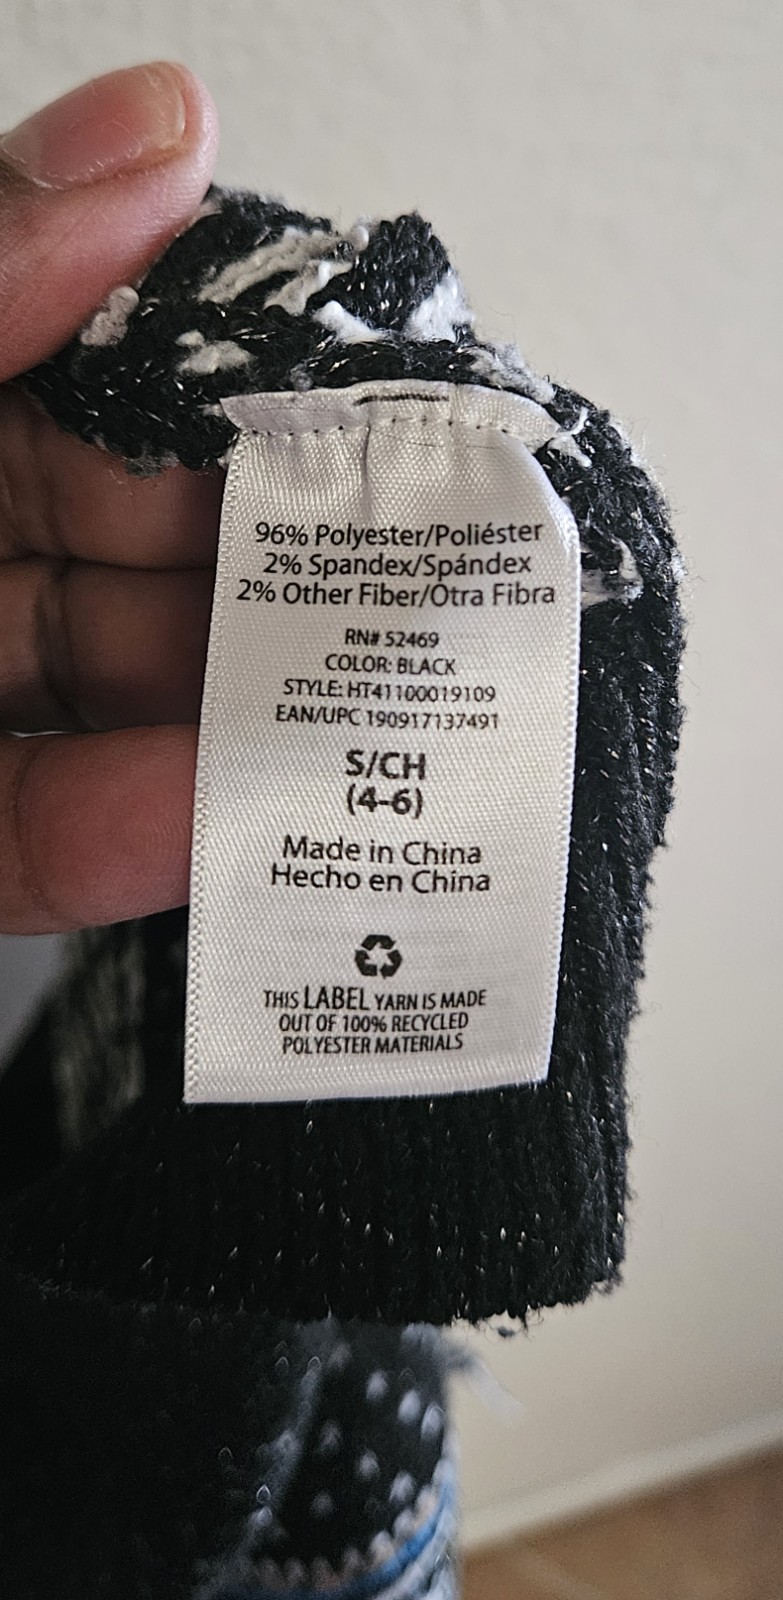 96% Polyester/Poliéster
2% Spandex/Spándex
2% Other Fiber/Otra Fibra
RN# 52469
COLOR: BLACK
STYLE: HT41100019109
EAN/UPC 190917137491
S/CH
(4-6)
Made in China
Hecho en China
THIS LABEL YARN IS MADE
OUT OF 100% RECYCLED
POLYESTER MATERIALS